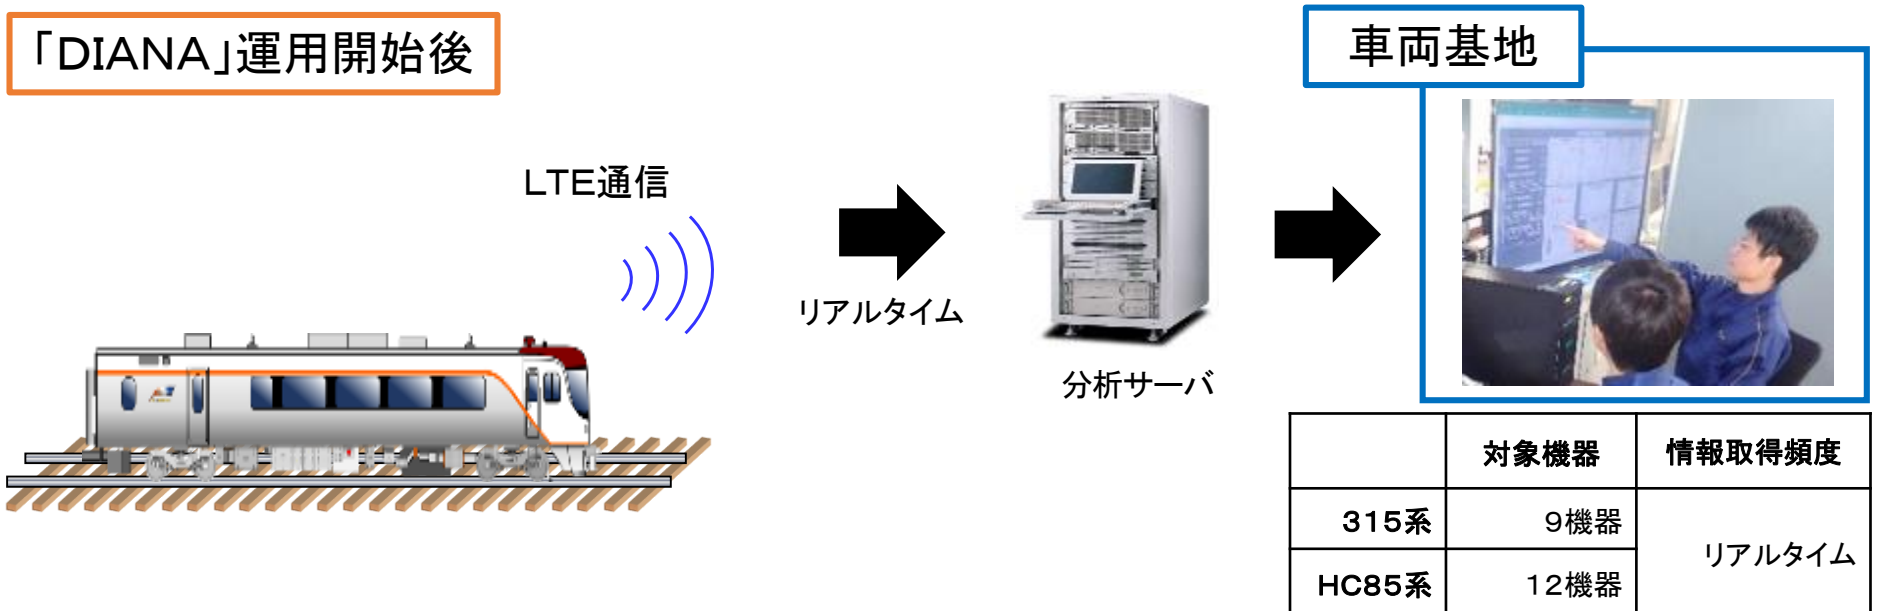 「DIANA」運用開始後
車両基地
LTE通信
リアルタイム
分析サーバ
対象機器 情報取得頻度
315系 9機器 リアルタイム
HC85系 12機器